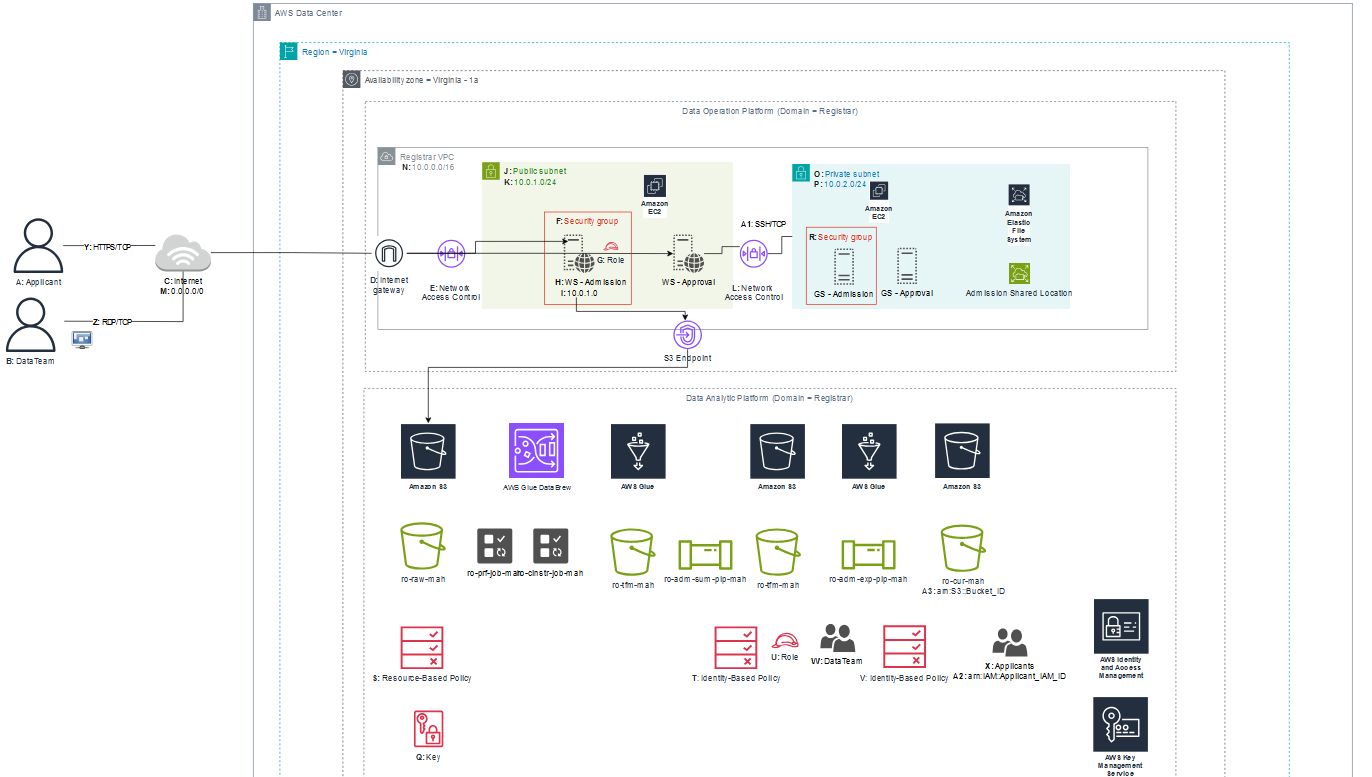 AWS Data Center
Region = Virginia
Availability zone = Virginia - 1a
Data Operation Platform (Domain = Registrar)
Registrar VPC
N: 10.0.0.0/16
J: Public subnet
K: 10.0.1.0/24
Amazon
EC2
F: Security group
G: Role
H: WS - Admission
I: 10.0.1.0
WS - Approval
A1: SSH/TCP
O: Private subnet
P: 10.0.2.0/24
Amazon
EC2
Amazon
Elastic
File
System
R: Security group
GS - Admission
GS - Approval
Admission Shared Location
Y: HTTPS/TCP
A: Applicant
C: Internet
M: 0.0.0.0/0
D: Internet
gateway
E: Network
Access Control
L: Network
Access Control
Z: RDP/TCP
B: DataTeam
S3 Endpoint
Data Analytic Platform (Domain = Registrar)
Amazon S3
AWS Glue DataBrew
AWS Glue
Amazon S3
AWS Glue
Amazon S3
ro-raw-mah
ro-prf-job-mah
ro-clnstr-job-mah
ro-tfm-mah
ro-adm-sum-pip-mah
ro-tfm-mah
ro-adm-exp-pip-mah
ro-cur-mah
A3: arn:S3::Bucket_ID
S: Resource-Based Policy
T: Identity-Based Policy
U: Role
W: DataTeam
V: Identity-Based Policy
X: Applicants
A2: arn:IAM:Applicant_IAM_ID
AWS Identity
and Access
Management
Q: Key
AWS Key
Management
Service